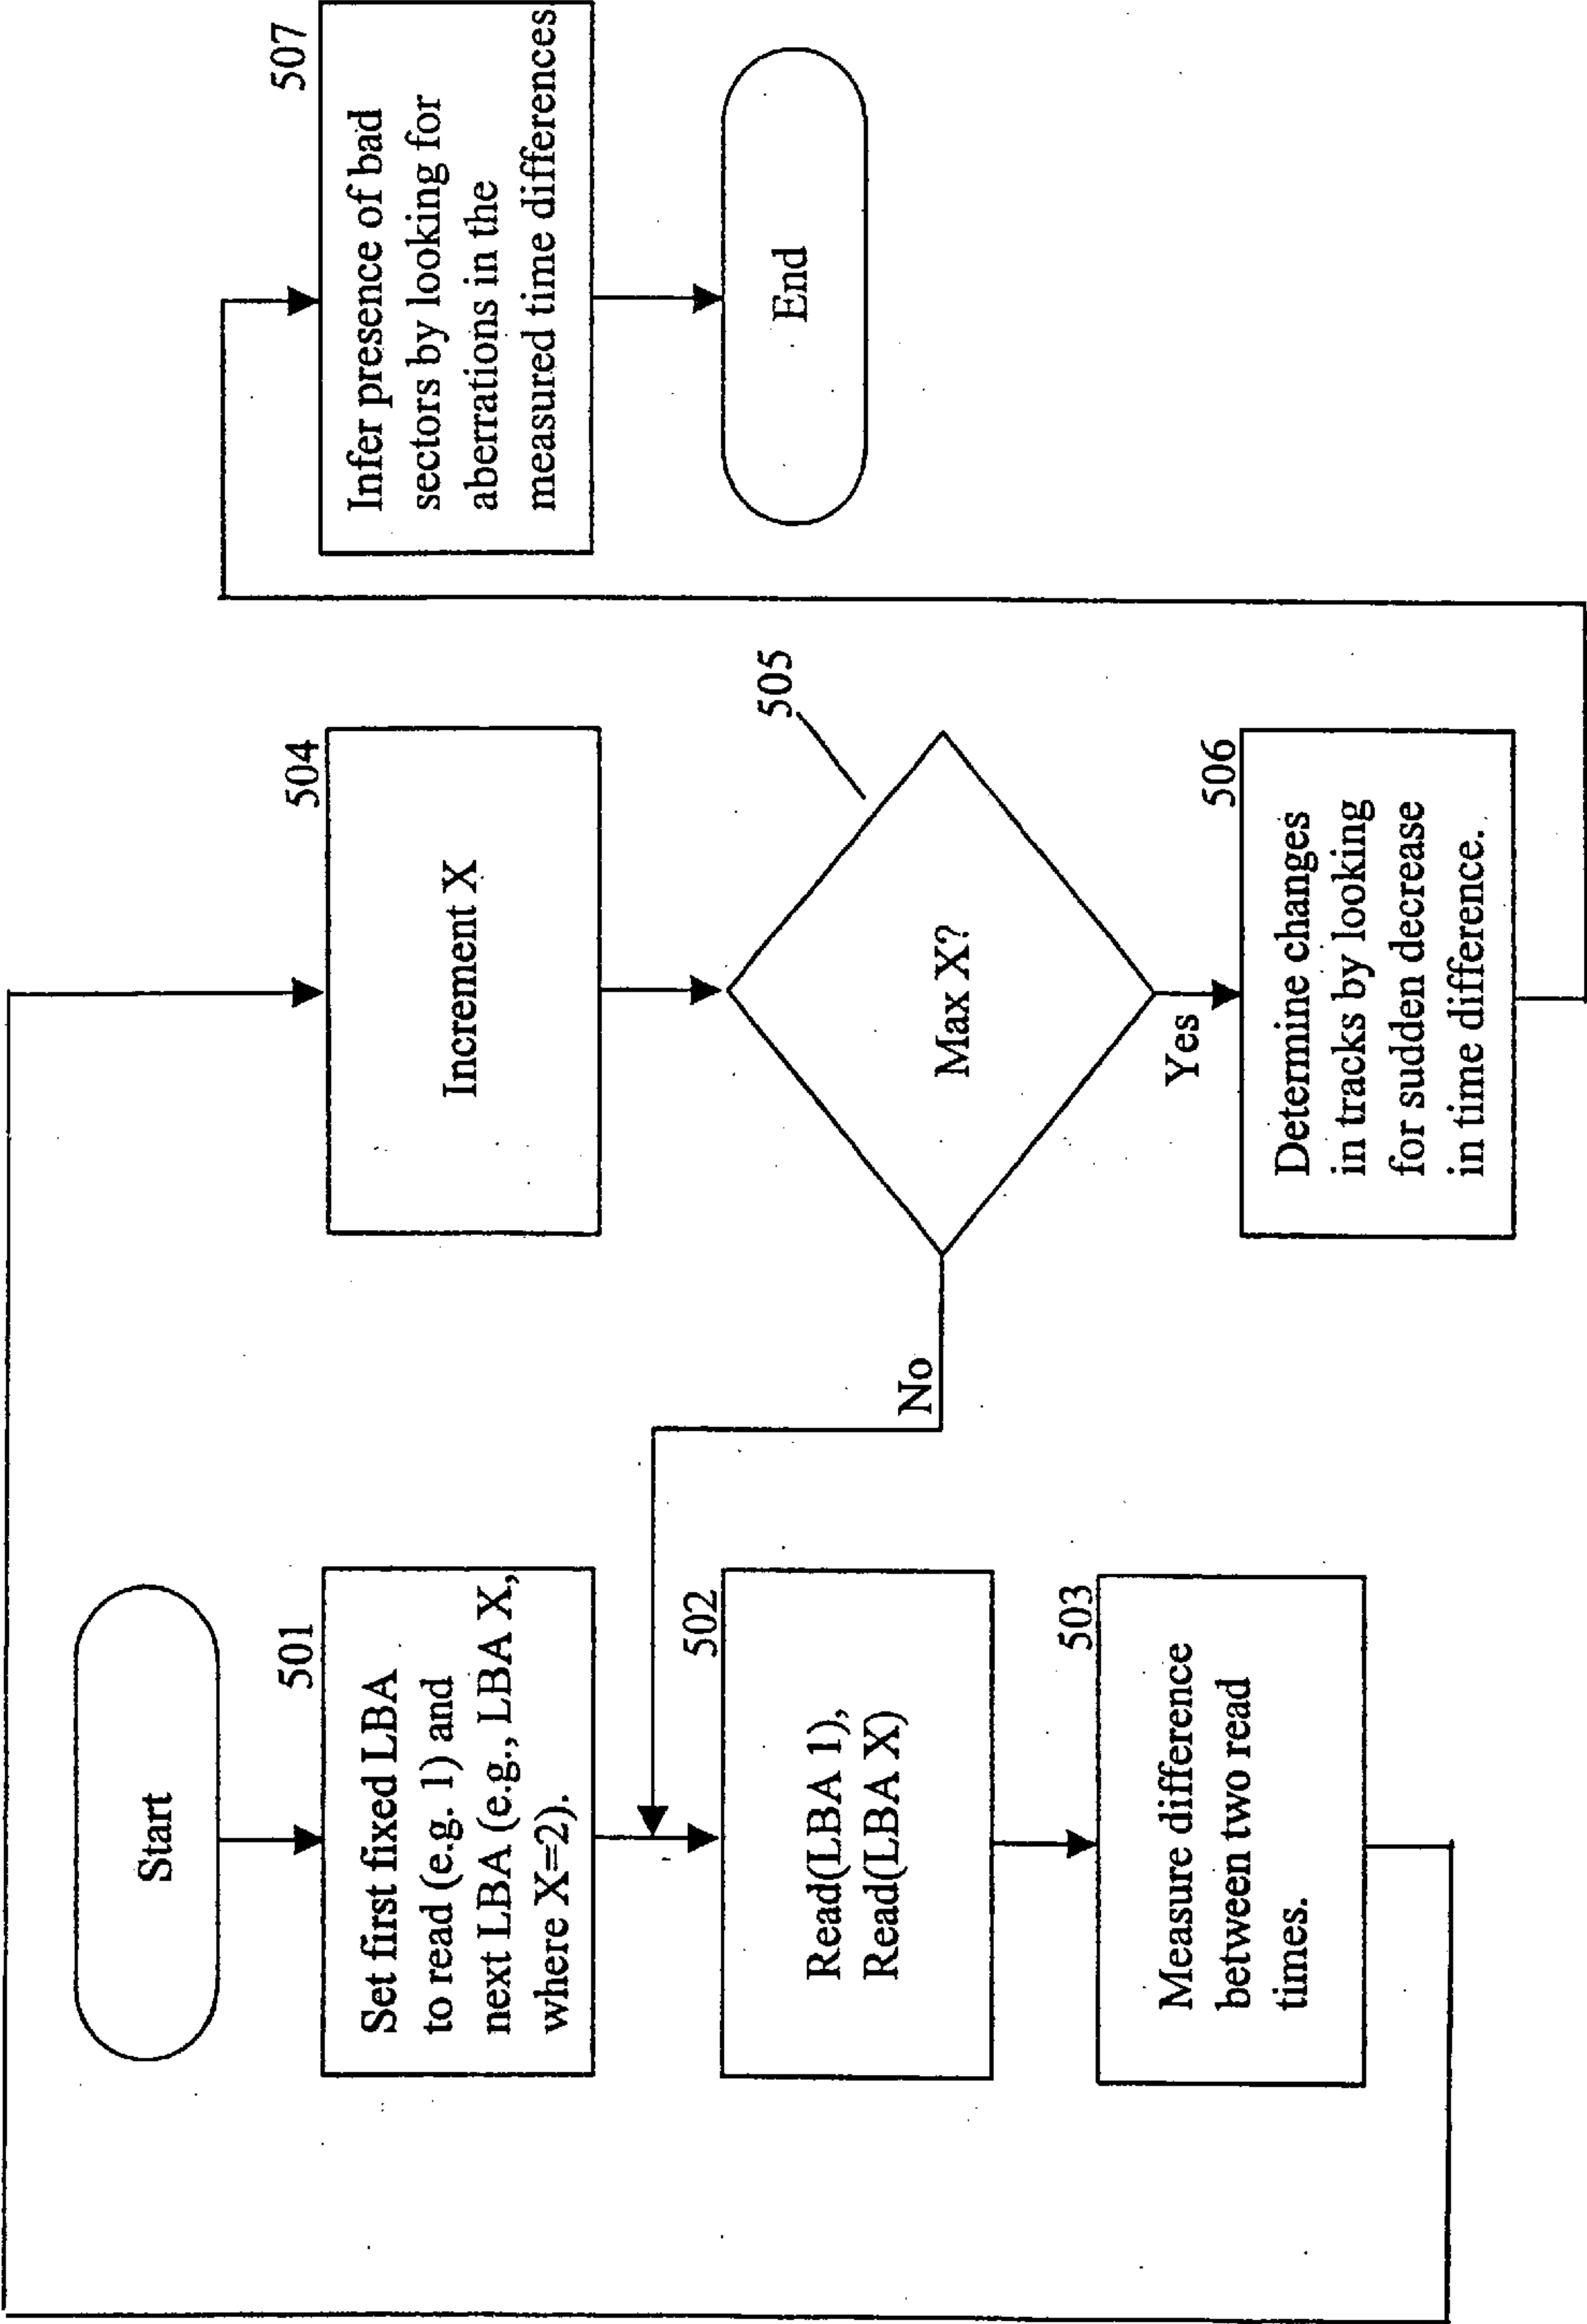 Start
501
Set first fixed LBA
to read (e.g. 1) and
next LBA (e.g., LBA X,
where X=2).
502
Read(LBA 1),
Read(LBA X)
503
Measure difference
between two read
times.
504
Increment X
505
Max X?
No
Yes
506
Determine changes
in tracks by looking
for sudden decrease
in time difference.
507
Infer presence of bad
sectors by looking for
aberrations in the
measured time differences
End